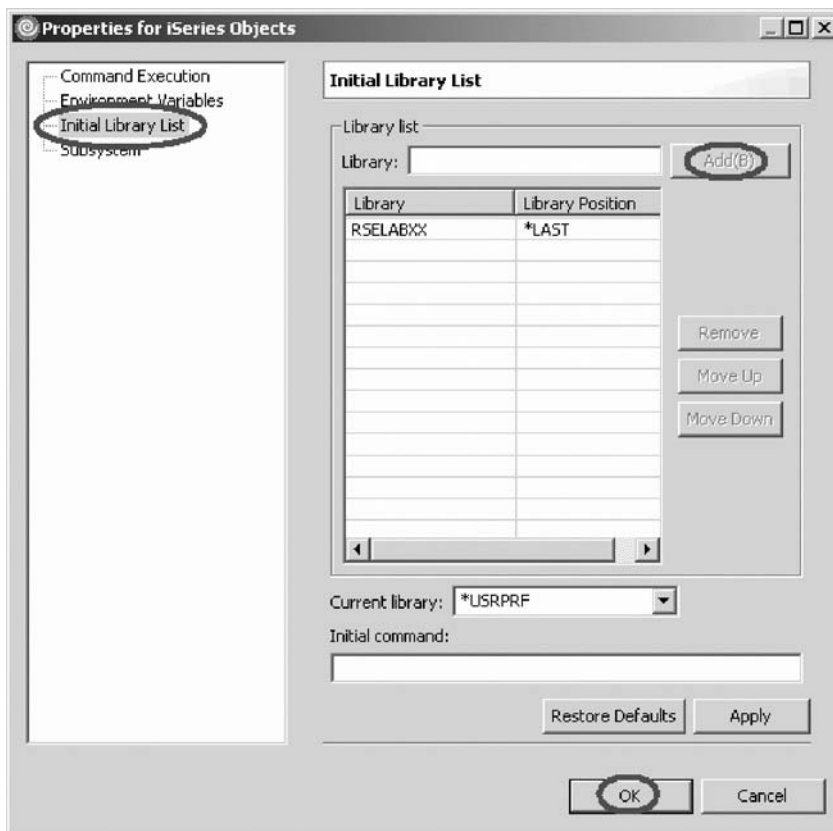 Properties for iSeries Objects
Command Execution
Environment Variables
Initial Library List
Subsystem
Initial Library List
Library list
Library:
Add(B)
Library Library Position
RSELABXX *LAST
Remove
Move Up
Move Down
Current library: *USRPRF
Initial command:
Restore Defaults Apply
OK Cancel